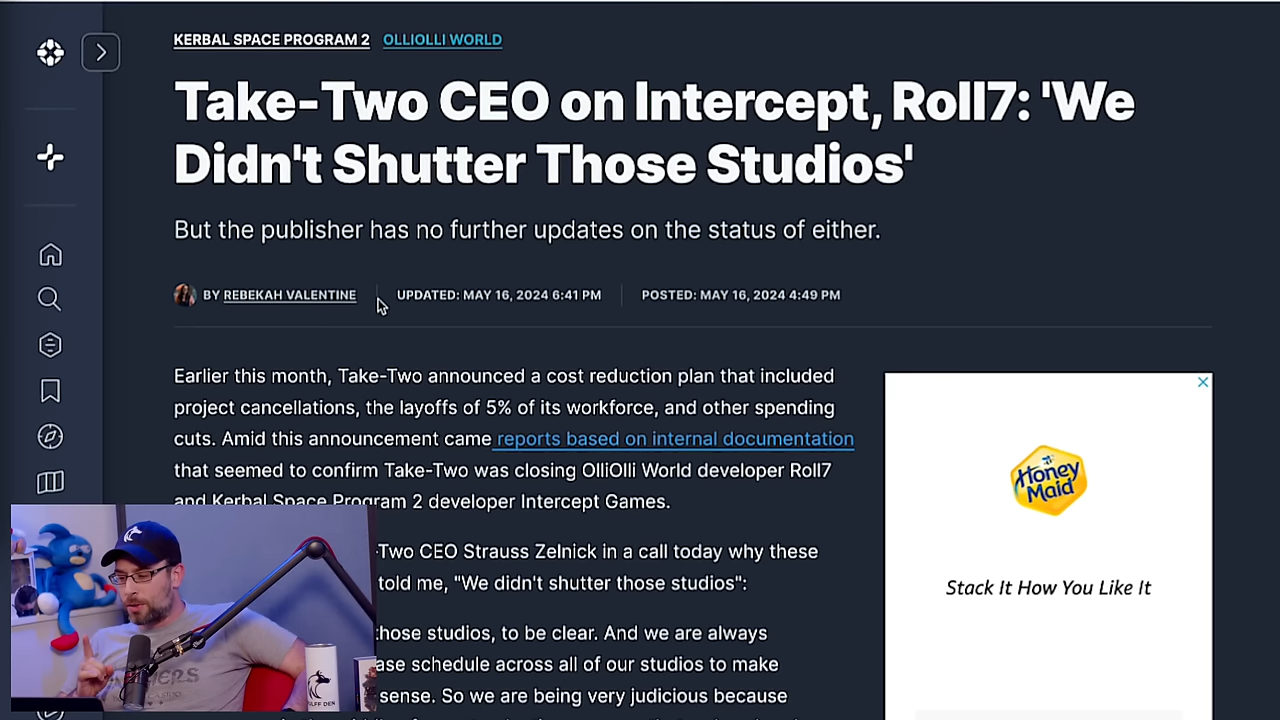 KERBAL SPACE PROGRAM 2 OLLIOLLI WORLD
Take-Two CEO on Intercept, Roll7: 'We
Didn't Shutter Those Studios'
But the publisher has no further updates on the status of either.
BY REBEKAH VALENTINE UPDATED: MAY 16, 2024 6:41 PM POSTED: MAY 16, 2024 4:49 PM
Earlier this month, Take-Two announced a cost reduction plan that included
project cancellations, the layoffs of 5% of its workforce, and other spending
cuts. Amid this announcement came reports based on internal documentation
that seemed to confirm Take-Two was closing OlliOlli World developer Roll7
and Kerbal Space Program 2 developer Intercept Games.
-Two CEO Strauss Zelnick in a call today why these
told me, "We didn't shutter those studios":
those studios, to be clear. And we are always
ase schedule across all of our studios to make
sense. So we are being very judicious because
Honey
Maid
Stack It How You Like It